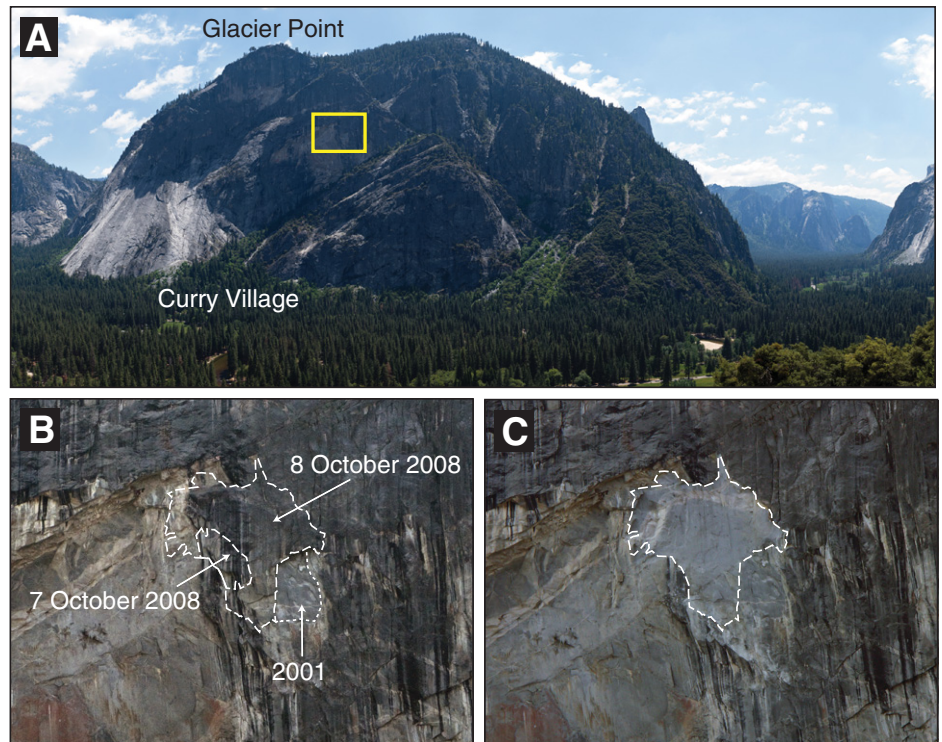 A
Glacier Point
Curry Village
B
8 October 2008
7 October 2008
2001
C